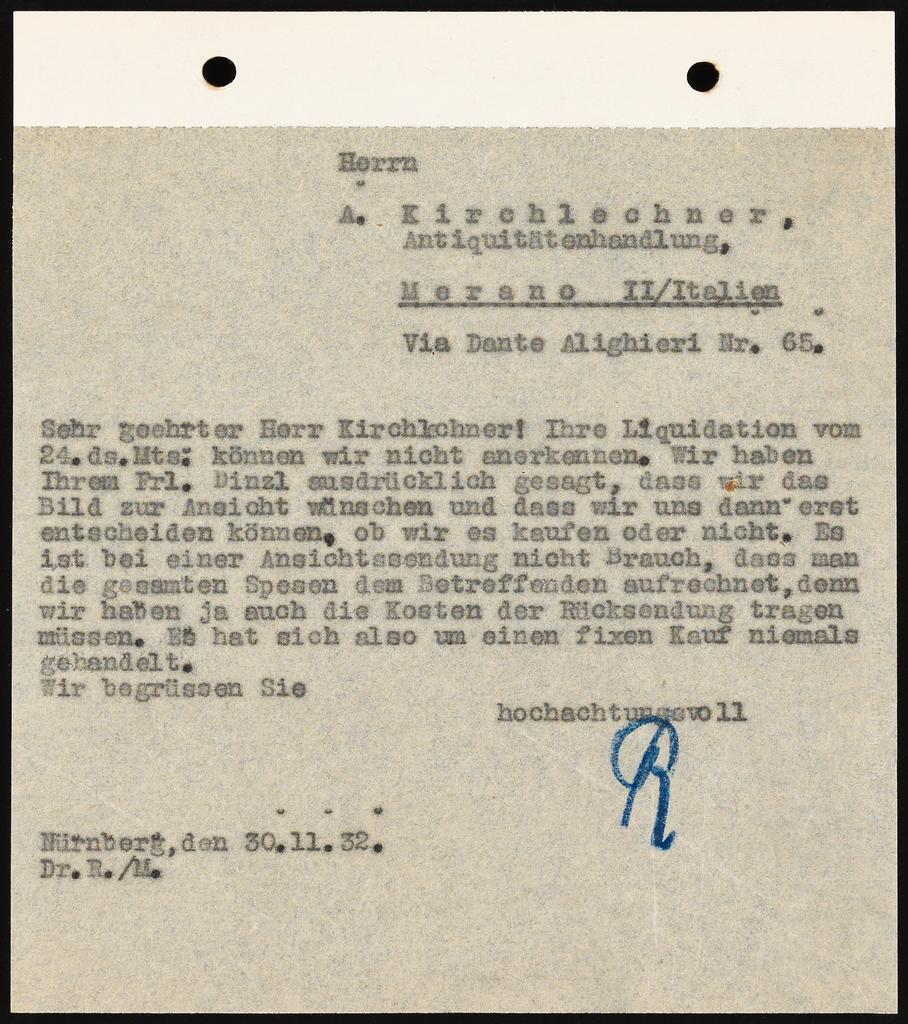 Herrn
A. Kirchlechner,
Antiquitätenhandlung,
Merano II/Italien
Via Dante Alighieri Nr. 65.
Sehr geehrter Herr Kirchlchner! Ihre Liquidation vom
24.ds.Mts. können wir nicht anerkennen. Wir haben
Ihrem Frl. Dinzl ausdrücklich gesagt, dass wir das
Bild zur Ansicht wünschen und dass wir uns dann erst
entscheiden können, ob wir es kaufen oder nicht. Es
ist bei einer Ansichtssendung nicht Brauch, dass man
die gesamten Spesen dem Betreffenden aufrechnet,denn
wir haben ja auch die Kosten der Rücksendung tragen
müssen. Es hat sich also um einen fixen Kauf niemals
gehandelt.
Wir begrüssen Sie
hochachtungsvoll
R
Nürnberg,den 30.11.32.
Dr.R./M.